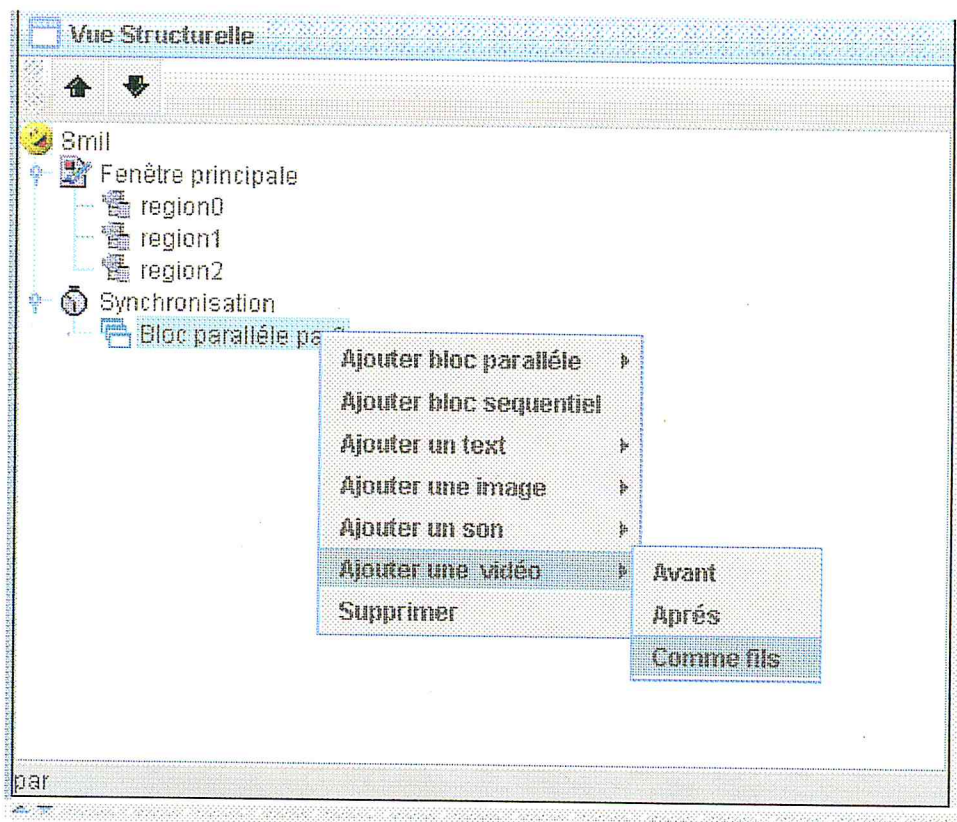 Vue Structurelle
Smil
Fenêtre principale
region0
region1
region2
Synchronisation
Bloc paralléle
Ajouter bloc paralléle
Ajouter bloc sequentiel
Ajouter un text
Ajouter une image
Ajouter un son
Ajouter une vidéo
Supprimer
Avant
Aprés
Comme fils
par